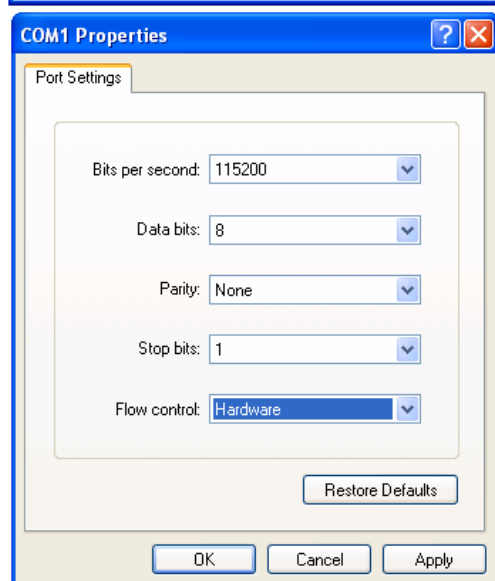 COM1 Properties
Port Settings
Bits per second: 115200
Data bits: 8
Parity: None
Stop bits: 1
Flow control: Hardware
Restore Defaults
OK Cancel Apply